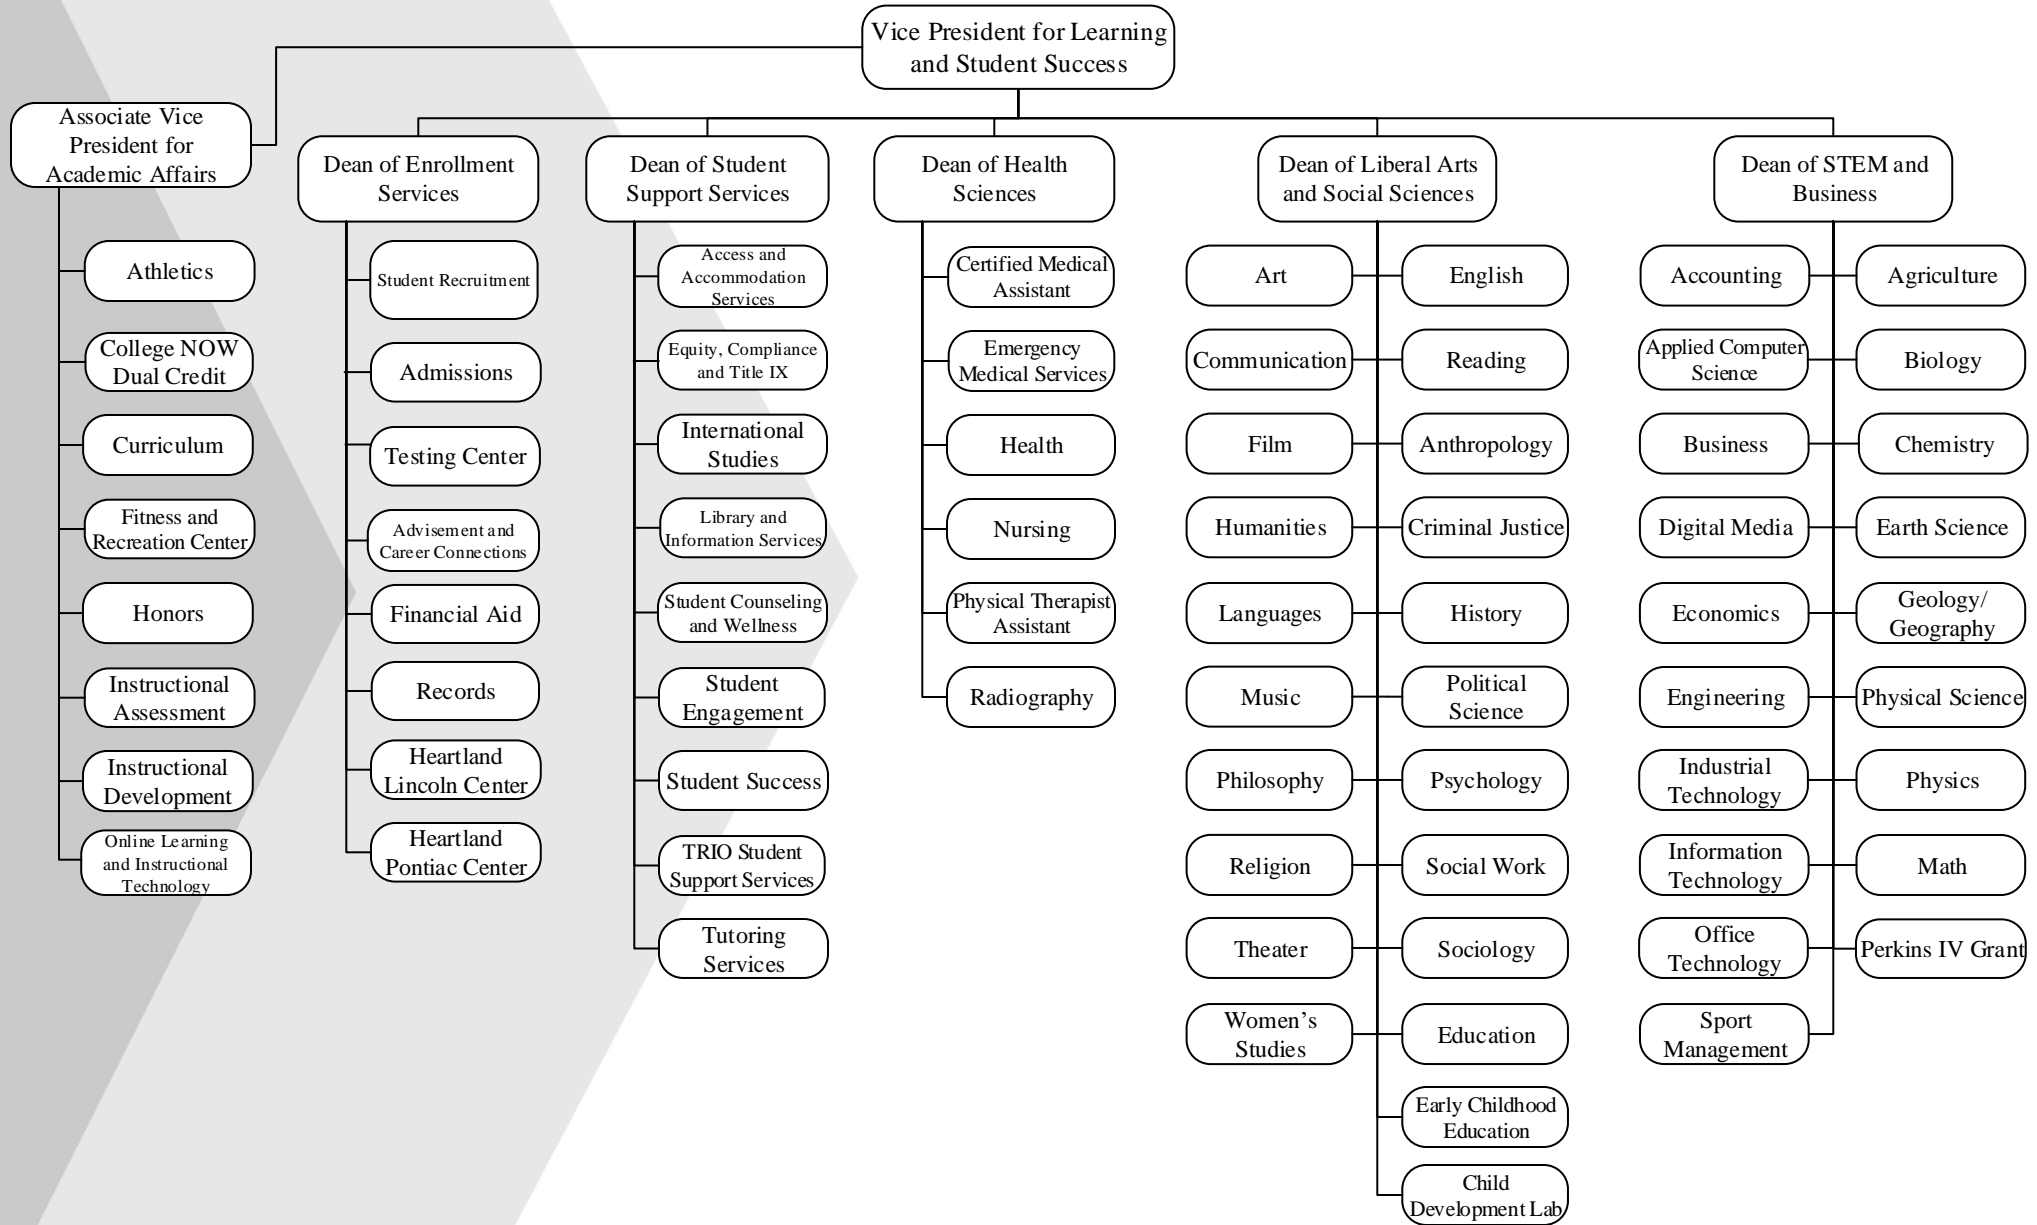 Vice President for Learning
and Student Success
Associate Vice
President for
Academic Affairs
Athletics
College NOW
Dual Credit
Curriculum
Fitness and
Recreation Center
Honors
Instructional
Assessment
Instructional
Development
Online Learning
and Instructional
Technology
Dean of Enrollment
Services
Student Recruitment
Admissions
Testing Center
Advisement and
Career Connections
Financial Aid
Records
Heartland
Lincoln Center
Heartland
Pontiac Center
Dean of Student
Support Services
Access and
Accommodation
Services
Equity, Compliance
and Title IX
International
Studies
Library and
Information Services
Student Counseling
and Wellness
Student
Engagement
Student Success
TRIO Student
Support Services
Tutoring
Services
Dean of Health
Sciences
Certified Medical
Assistant
Emergency
Medical Services
Health
Nursing
Physical Therapist
Assistant
Radiography
Dean of Liberal Arts
and Social Sciences
Art
Communication
Film
Humanities
Languages
Music
Philosophy
Religion
Theater
Women’s
Studies
English
Reading
Anthropology
Criminal Justice
History
Political
Science
Psychology
Social Work
Sociology
Education
Early Childhood
Education
Child
Development Lab
Dean of STEM and
Business
Accounting
Applied Computer
Science
Business
Digital Media
Economics
Engineering
Industrial
Technology
Information
Technology
Office
Technology
Sport
Management
Agriculture
Biology
Chemistry
Earth Science
Geology/
Geography
Physical Science
Physics
Math
Perkins IV Grant